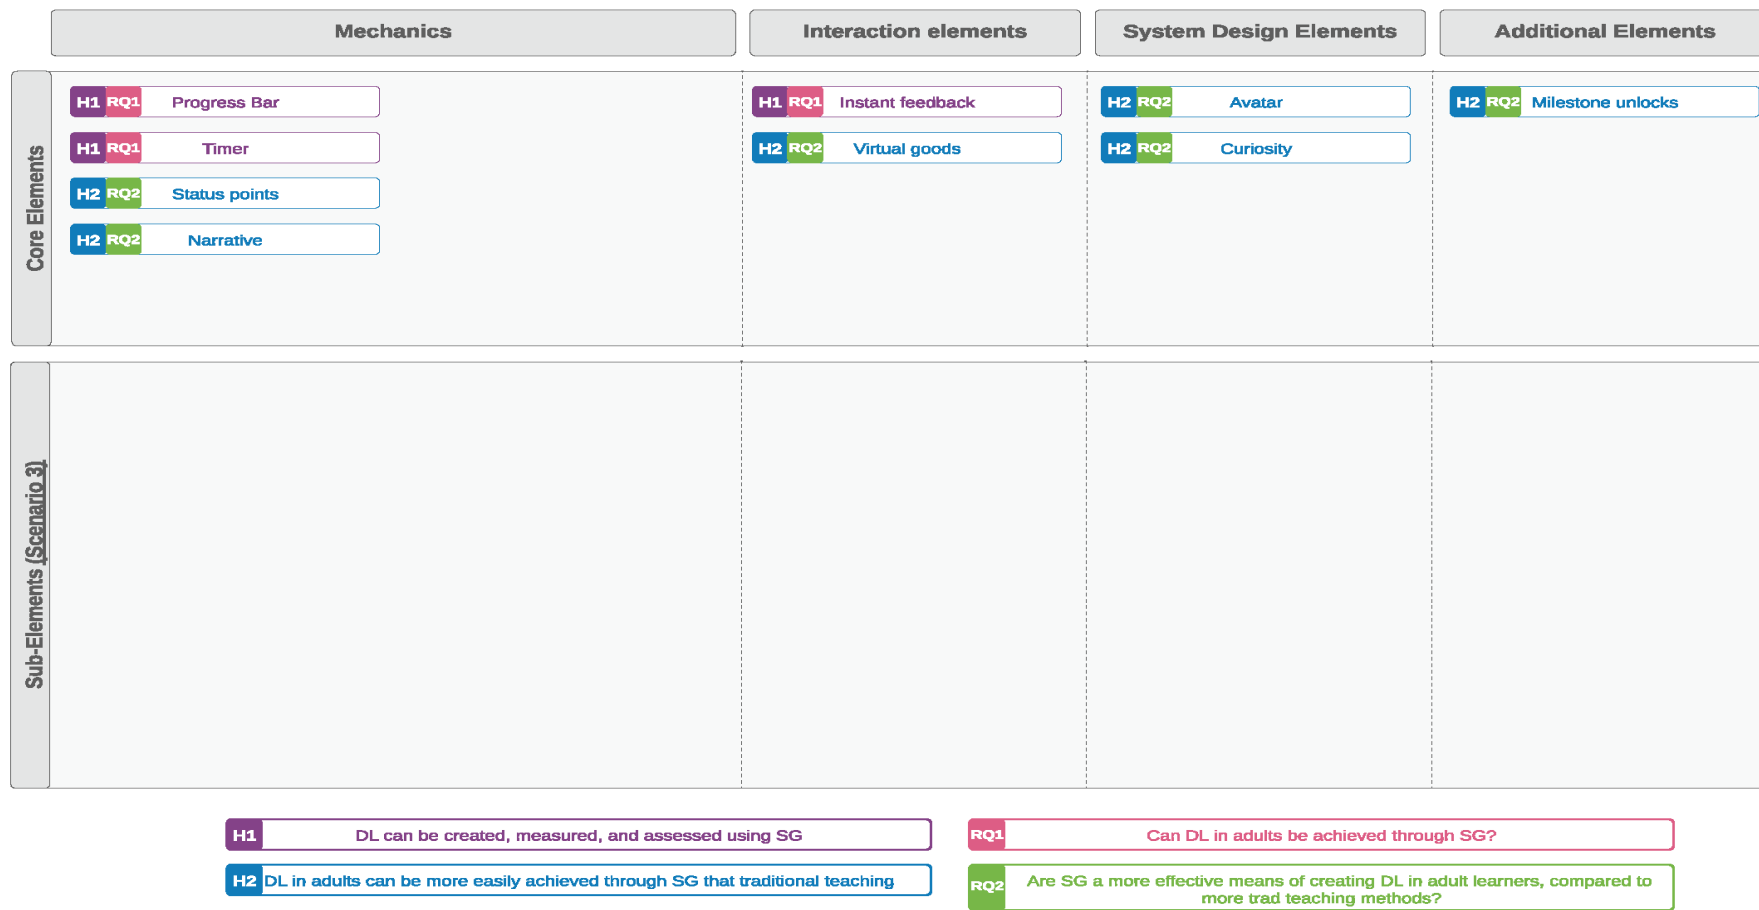 Mechanics
Interaction elements
System Design Elements
Additional Elements
Core Elements
H1 RQ1 Progress Bar
H1 RQ1 Timer
H2 RQ2 Status points
H2 RQ2 Narrative
H1 RQ1 Instant feedback
H2 RQ2 Virtual goods
H2 RQ2 Avatar
H2 RQ2 Curiosity
H2 RQ2 Milestone unlocks
Sub-Elements (Scenario 3)
H1 DL can be created, measured, and assessed using SG
RQ1 Can DL in adults be achieved through SG?
H2 DL in adults can be more easily achieved through SG that traditional teaching
RQ2 Are SG a more effective means of creating DL in adult learners, compared to
more trad teaching methods?